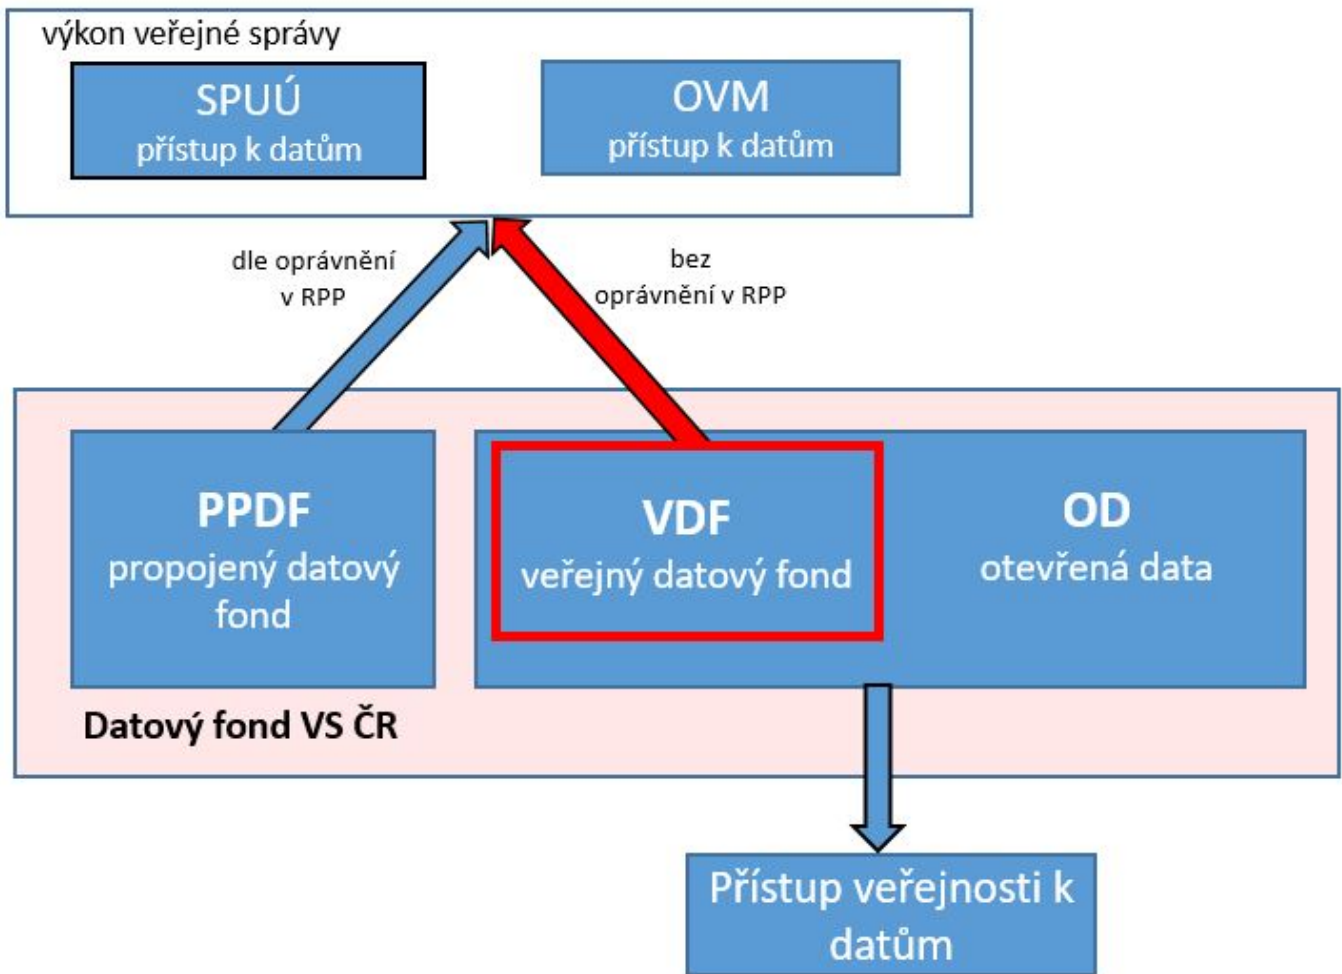 výkon veřejné správy
SPUÚ
přístup k datům
OVM
přístup k datům
dle oprávnění
v RPP
bez
oprávnění v RPP
PPDF
propojený datový
fond
VDF
veřejný datový fond
OD
otevřená data
Datový fond VS ČR
Přístup veřejnosti k
datům